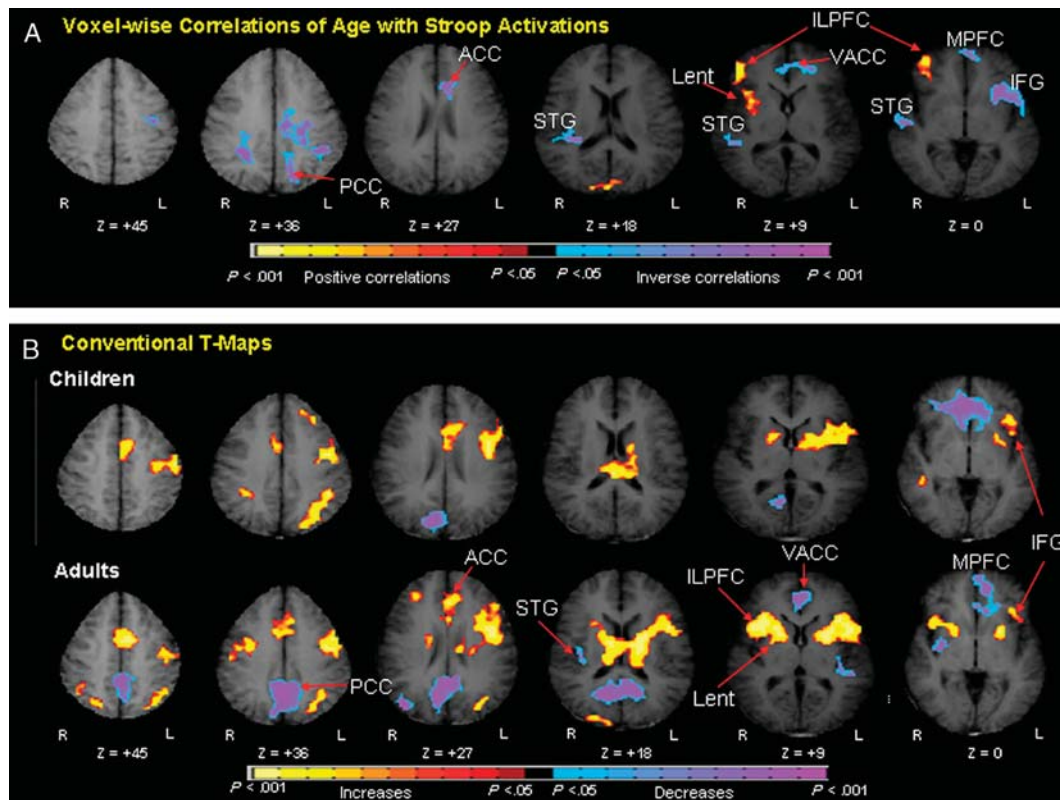 A Voxel-wise Correlations of Age with Stroop Activations
ILPFC
ACC
VACC
MPFC
Lent
IFG
STG
STG
STG
PCC
R L R L R L R L R L R L
Z = +45 Z = +36 Z = +27 Z = +18 Z = +9 Z = 0
P < .001 Positive correlations P <.05 P <.05 Inverse correlations P < .001
B Conventional T-Maps
Children
IFG
Adults
ACC
VACC
MPFC
ILPFC
STG
PCC
Lent
R L R L R L R L R L R L
Z = +45 Z = +36 Z = +27 Z = +18 Z = +9 Z = 0
P < .001 Increases P <.05 P <.05 Decreases P < .001